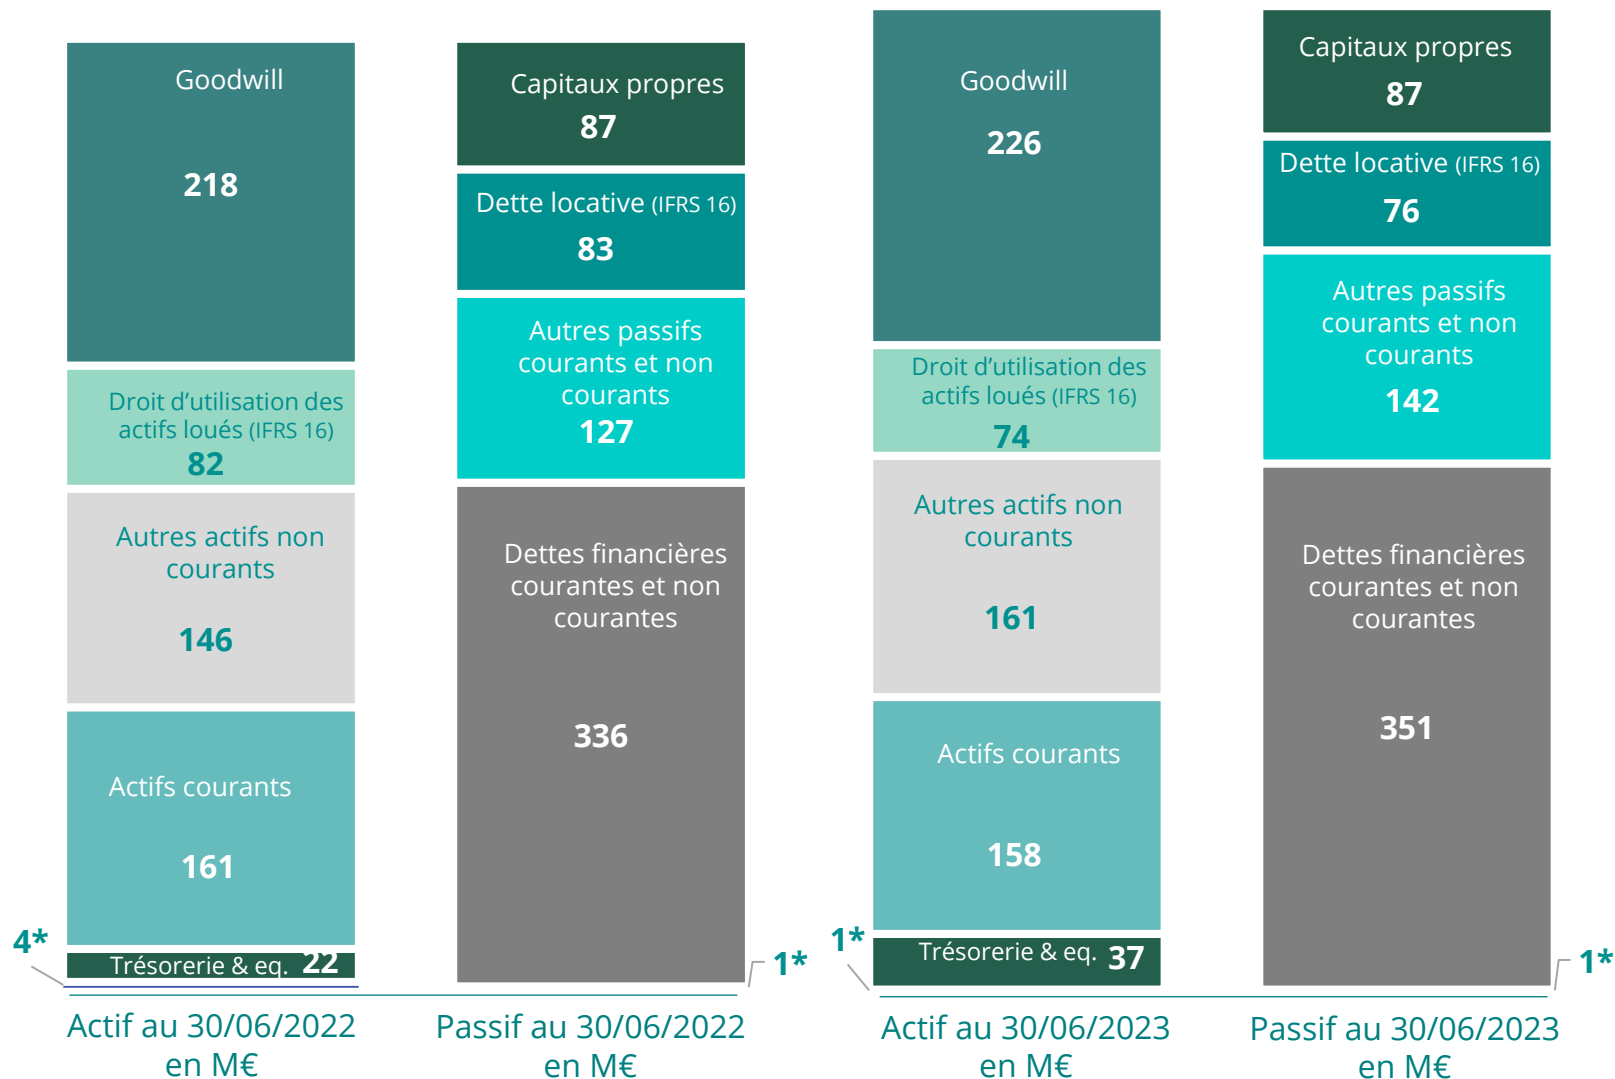 Goodwill
218
Droit d’utilisation des
actifs loués (IFRS 16)
82
Autres actifs non
courants
146
Actifs courants
161
4*
Trésorerie & eq. 22
Actif au 30/06/2022
en M€
Capitaux propres
87
Dette locative (IFRS 16)
83
Autres passifs
courants et non
courants
127
Dettes financières
courantes et non
courantes
336
1*
Passif au 30/06/2022
en M€
Goodwill
226
Droit d’utilisation des
actifs loués (IFRS 16)
74
Autres actifs non
courants
161
Actifs courants
158
1*
Trésorerie & eq. 37
Actif au 30/06/2023
en M€
Capitaux propres
87
Dette locative (IFRS 16)
76
Autres passifs
courants et non
courants
142
Dettes financières
courantes et non
courantes
351
1*
Passif au 30/06/2023
en M€